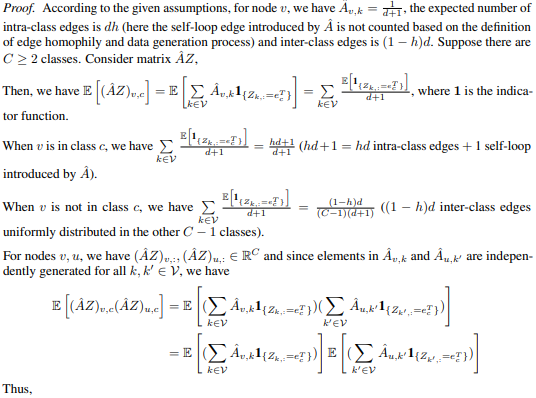 Proof. According to the given assumptions, for node v, we have Â_{v,k} = \frac{1}{d+1}, the expected number of
intra-class edges is dh (here the self-loop edge introduced by Â is not counted based on the definition
of edge homophily and data generation process) and inter-class edges is (1 − h)d. Suppose there are
C ≥ 2 classes. Consider matrix ÂZ,
Then, we have 𝔼[(ÂZ)_{v,c}] = 𝔼[∑_{k∈𝒱} Â_{v,k}𝟏_{\{Z_{k,:}=e_c^T\}}] = ∑_{k∈𝒱} \frac{𝔼[𝟏_{\{Z_{k,:}=e_c^T\}}]}{d+1}, where 𝟏 is the indica-
tor function.
When v is in class c, we have ∑_{k∈𝒱} \frac{𝔼[𝟏_{\{Z_{k,:}=e_c^T\}}]}{d+1} = \frac{hd+1}{d+1} (hd + 1 = hd intra-class edges + 1 self-loop
introduced by Â).
When v is not in class c, we have ∑_{k∈𝒱} \frac{𝔼[𝟏_{\{Z_{k,:}=e_c^T\}}]}{d+1} = \frac{(1−h)d}{(C−1)(d+1)} ((1 − h)d inter-class edges
uniformly distributed in the other C − 1 classes).
For nodes v, u, we have (ÂZ)_{v,:}, (ÂZ)_{u,:} ∈ ℝ^C and since elements in Â_{v,k} and Â_{u,k'} are indepen-
dently generated for all k, k' ∈ 𝒱, we have
𝔼[(ÂZ)_{v,c}(ÂZ)_{u,c}] = 𝔼[(∑_{k∈𝒱} Â_{v,k}𝟏_{\{Z_{k,:}=e_c^T\}})(∑_{k'∈𝒱} Â_{u,k'}𝟏_{\{Z_{k',:}=e_c^T\}})]
= 𝔼[(∑_{k∈𝒱} Â_{v,k}𝟏_{\{Z_{k,:}=e_c^T\}})] 𝔼[(∑_{k'∈𝒱} Â_{u,k'}𝟏_{\{Z_{k',:}=e_c^T\}})]
Thus,